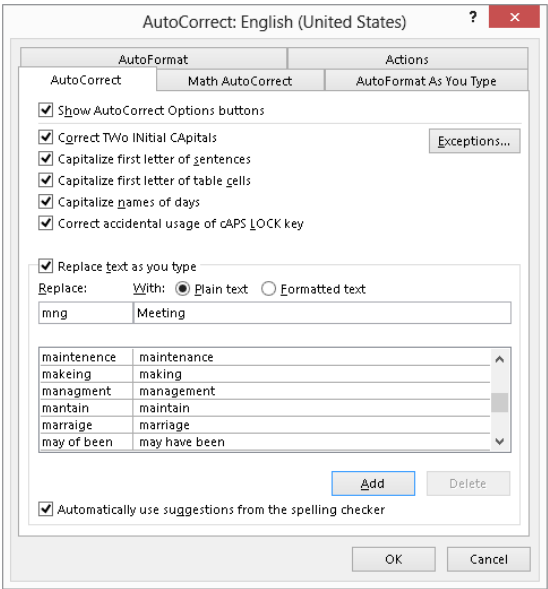 AutoCorrect: English (United States) ? ×
AutoFormat Actions
AutoCorrect Math AutoCorrect AutoFormat As You Type
Show AutoCorrect Options buttons
Correct TWo INitial CApitals
Exceptions...
Capitalize first letter of sentences
Capitalize first letter of table cells
Capitalize names of days
Correct accidental usage of cAPS LOCK key
Replace text as you type
Replace: With: Plain text Formatted text
mng Meeting
maintenence maintenance
makeing making
managment management
mantain maintain
marraige marriage
may of been may have been
Add Delete
Automatically use suggestions from the spelling checker
OK Cancel